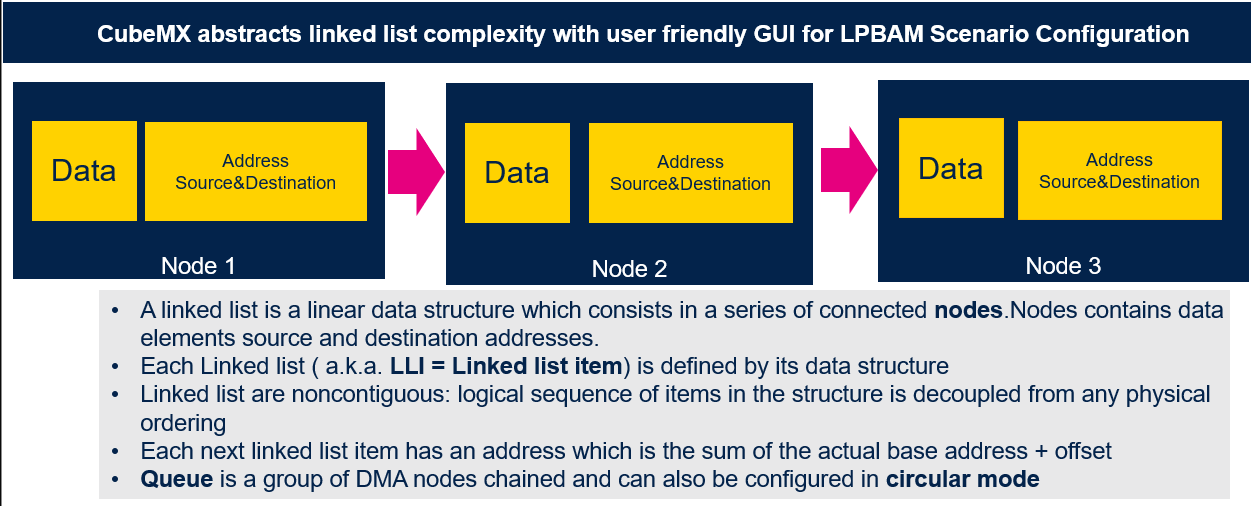 CubeMX abstracts linked list complexity with user friendly GUI for LPBAM Scenario Configuration
Data
Address
Source&Destination
Node 1
Data
Address
Source&Destination
Node 2
Data
Address
Source&Destination
Node 3
• A linked list is a linear data structure which consists in a series of connected nodes.Nodes contains data
elements source and destination addresses.
• Each Linked list ( a.k.a. LLI = Linked list item) is defined by its data structure
• Linked list are noncontiguous: logical sequence of items in the structure is decoupled from any physical
ordering
• Each next linked list item has an address which is the sum of the actual base address + offset
• Queue is a group of DMA nodes chained and can also be configured in circular mode